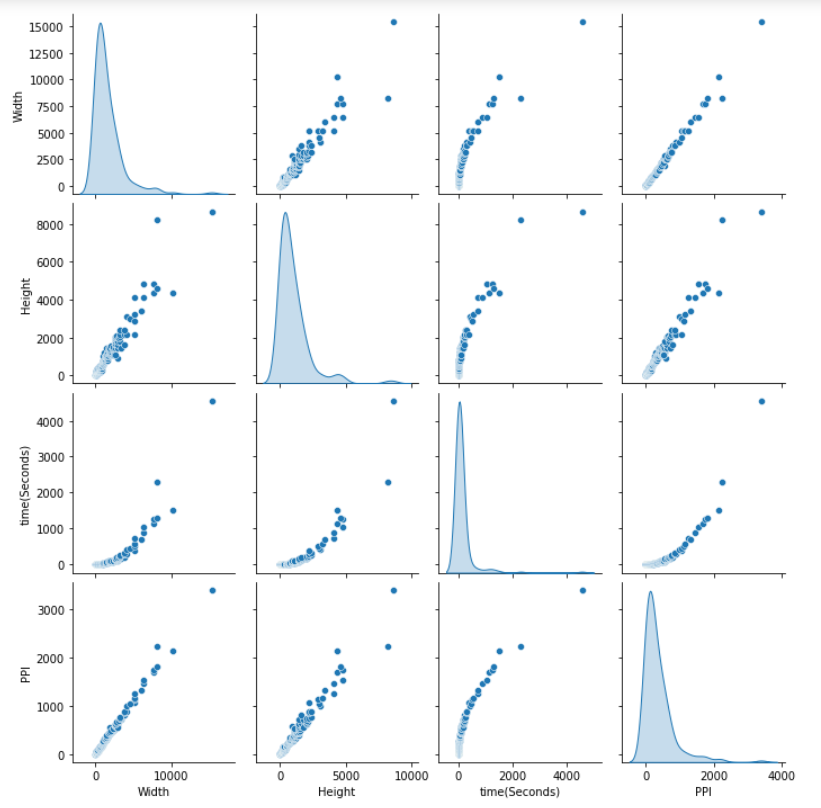 15000
12500
10000
7500
5000
2500
0
Width
8000
6000
4000
2000
0
Height
4000
3000
2000
1000
0
time(Seconds)
3000
2000
1000
0
PPI
0 10000
Width
0 5000 10000
Height
0 2000 4000
time(Seconds)
0 2000 4000
PPI